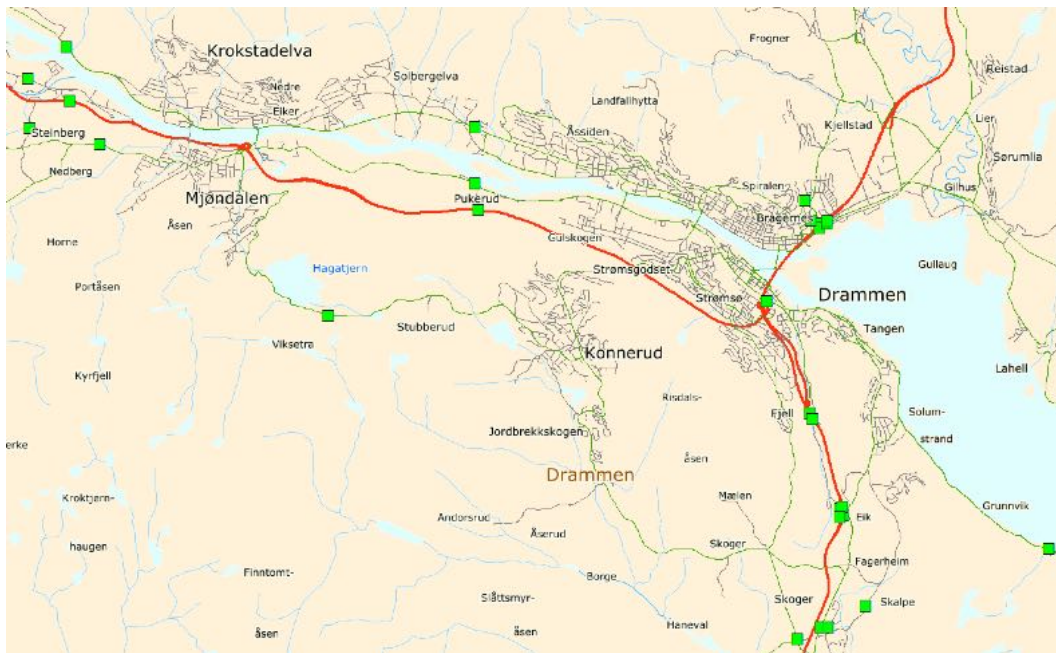 Frogner
Krokstadelva
Reistad
Solbergelva
Nedre
Landfallhytta
Eiker
Kjellstad
Lier
Steinberg
Åssiden
Sørumlia
Nedberg
Spiralen
Gilhus
Mjøndalen
Pukerud
Bragernes
Åsen
Horne
Gulskogen
Gullaug
Hagatjern
Strømsgodset
Portåsen
Strømsø
Drammen
Stubberud
Tangen
Viksetra
Konnerud
Lahell
Kyrfjell
Risdals-
Fjell
Solum-
Jordbrekkskogen
strand
erke
åsen
Drammen
Kroktjørn-
Mælen
Grunnvik
Andorsrud
Eik
Åserud
haugen
Skoger
Fagerheim
Finntomt-
Borge
Slåttsmyr-
Skoger
Skalpe
Haneval
åsen
åsen